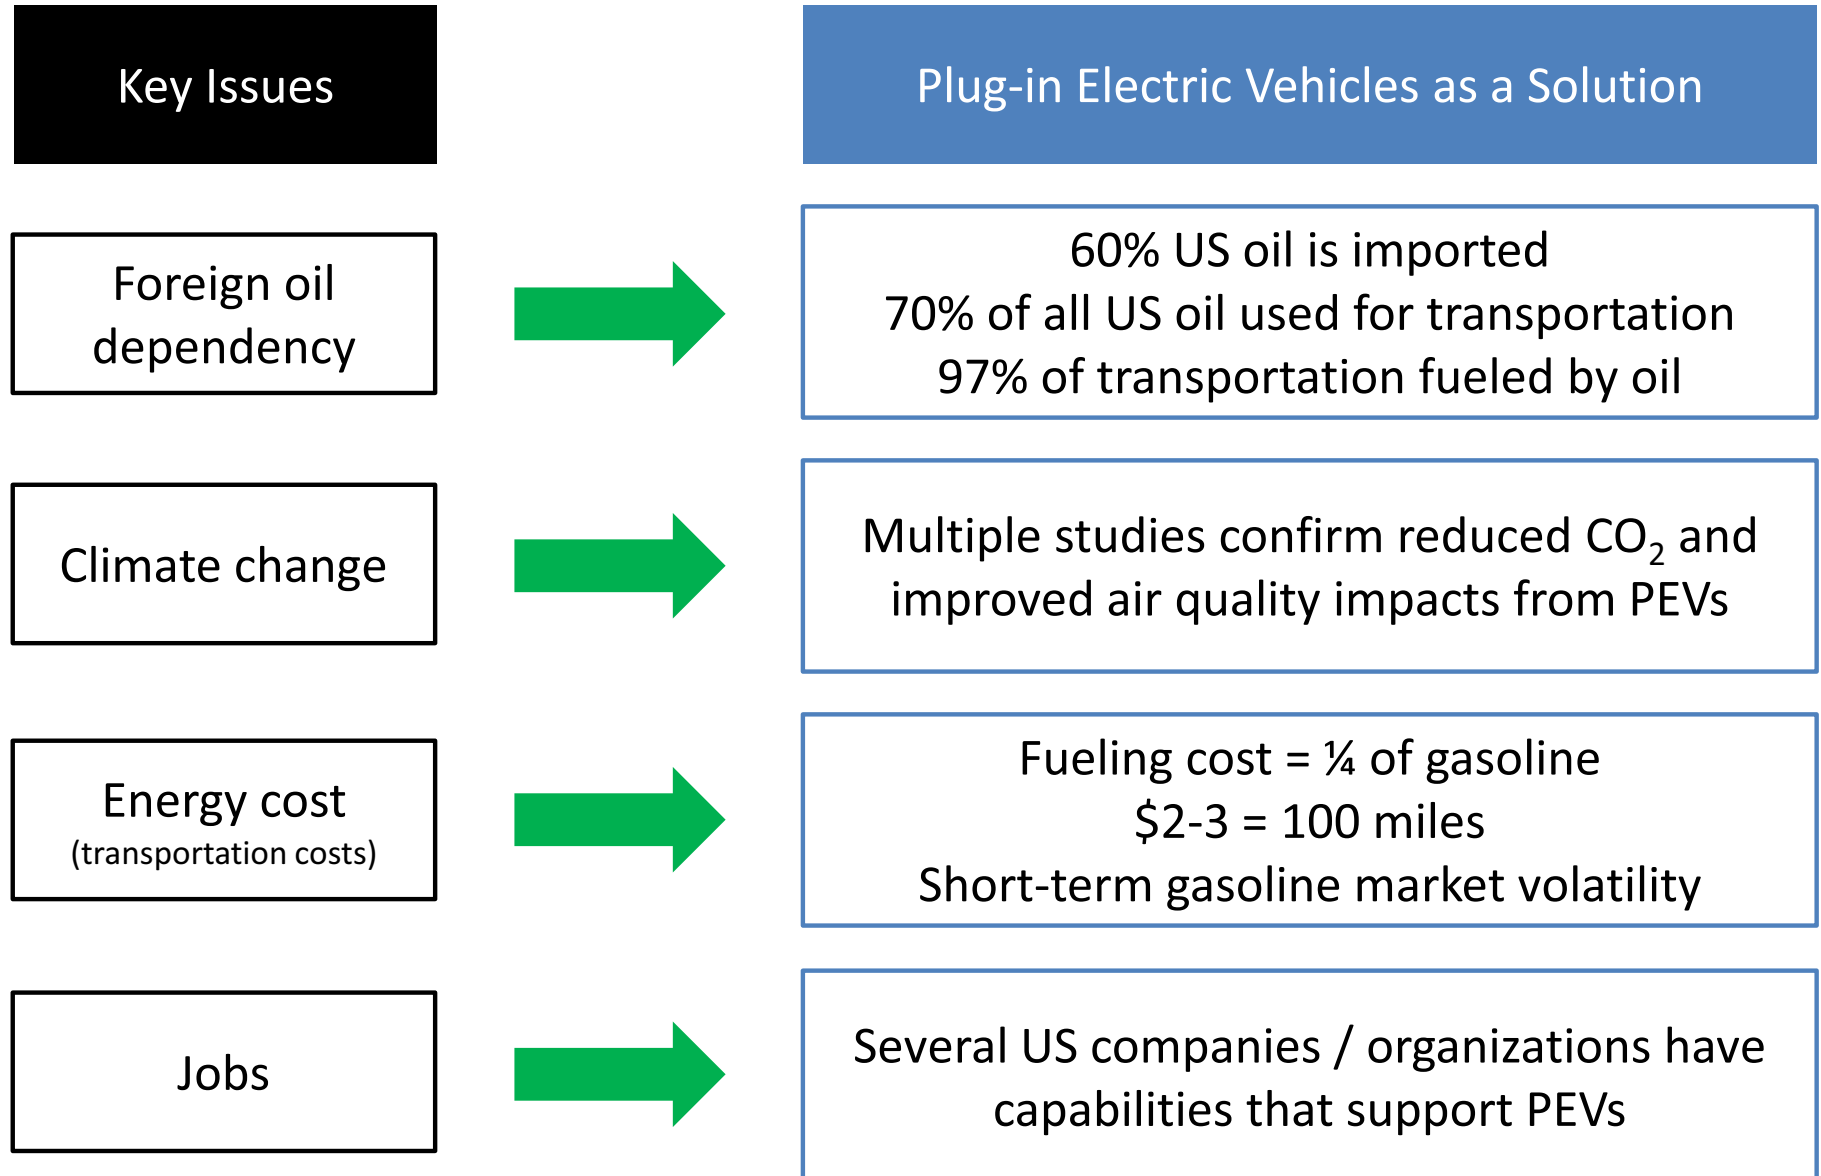 Key Issues
Plug-in Electric Vehicles as a Solution
Foreign oil
dependency
60% US oil is imported
70% of all US oil used for transportation
97% of transportation fueled by oil
Climate change
Multiple studies confirm reduced CO₂ and
improved air quality impacts from PEVs
Energy cost
(transportation costs)
Fueling cost = ¼ of gasoline
$2-3 = 100 miles
Short-term gasoline market volatility
Jobs
Several US companies / organizations have
capabilities that support PEVs